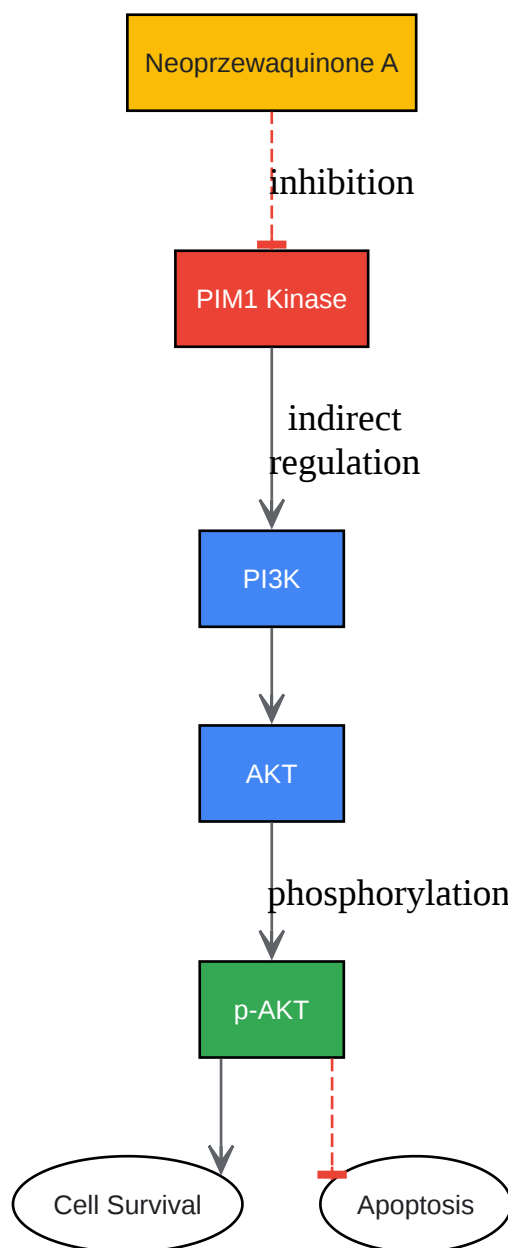 Neoprzewaquinone A
inhibition
PIM1 Kinase
indirect
regulation
PI3K
AKT
phosphorylation
p-AKT
Cell Survival
Apoptosis